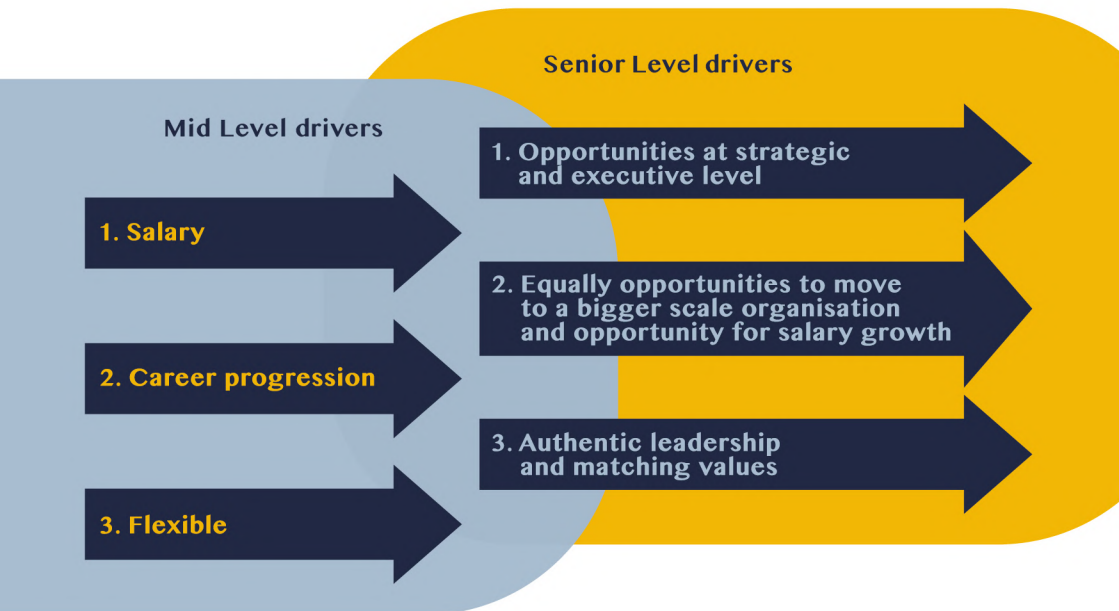 Mid Level drivers
1. Salary
2. Career progression
3. Flexible
Senior Level drivers
1. Opportunities at strategic
and executive level
2. Equally opportunities to move
to a bigger scale organisation
and opportunity for salary growth
3. Authentic leadership
and matching values